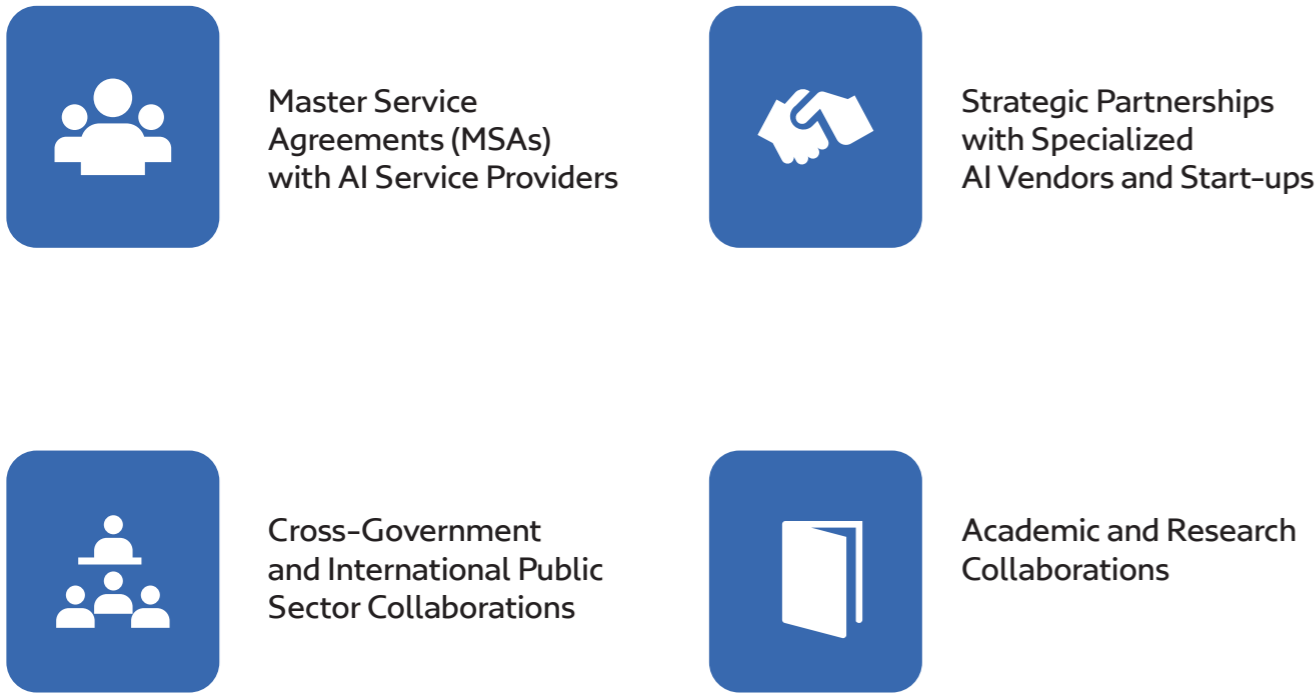 Master Service
Agreements (MSAs)
with AI Service Providers
Strategic Partnerships
with Specialized
AI Vendors and Start-ups
Cross-Government
and International Public
Sector Collaborations
Academic and Research
Collaborations